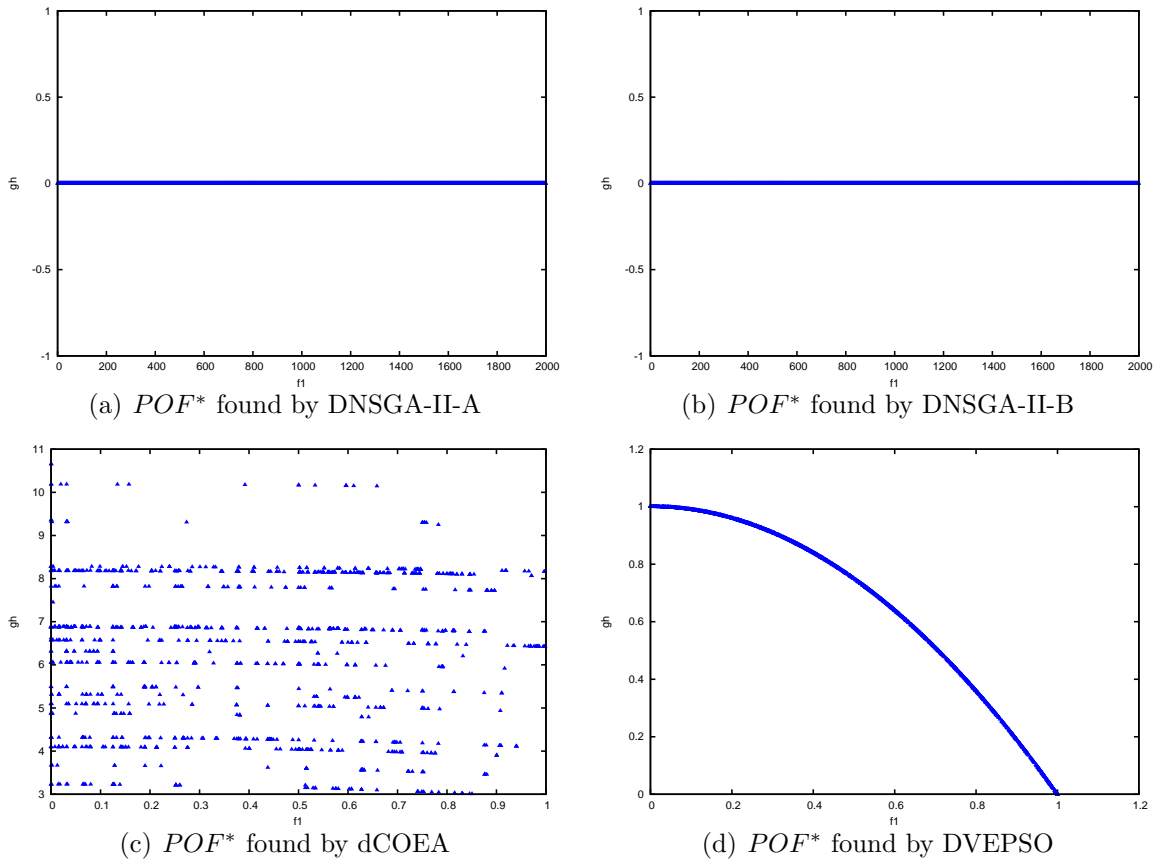 1
0.5
0
-0.5
-1
gh
0 200 400 600 800 1000 1200 1400 1600 1800 2000
f1
(a) POF* found by DNSGA-II-A
1
0.5
0
-0.5
-1
gh
0 200 400 600 800 1000 1200 1400 1600 1800 2000
f1
(b) POF* found by DNSGA-II-B
11
10
9
8
7
6
5
4
3
gh
0 0.1 0.2 0.3 0.4 0.5 0.6 0.7 0.8 0.9 1
f1
(c) POF* found by dCOEA
1.2
1
0.8
0.6
0.4
0.2
0
gh
0 0.2 0.4 0.6 0.8 1 1.2
f1
(d) POF* found by DVEPSO